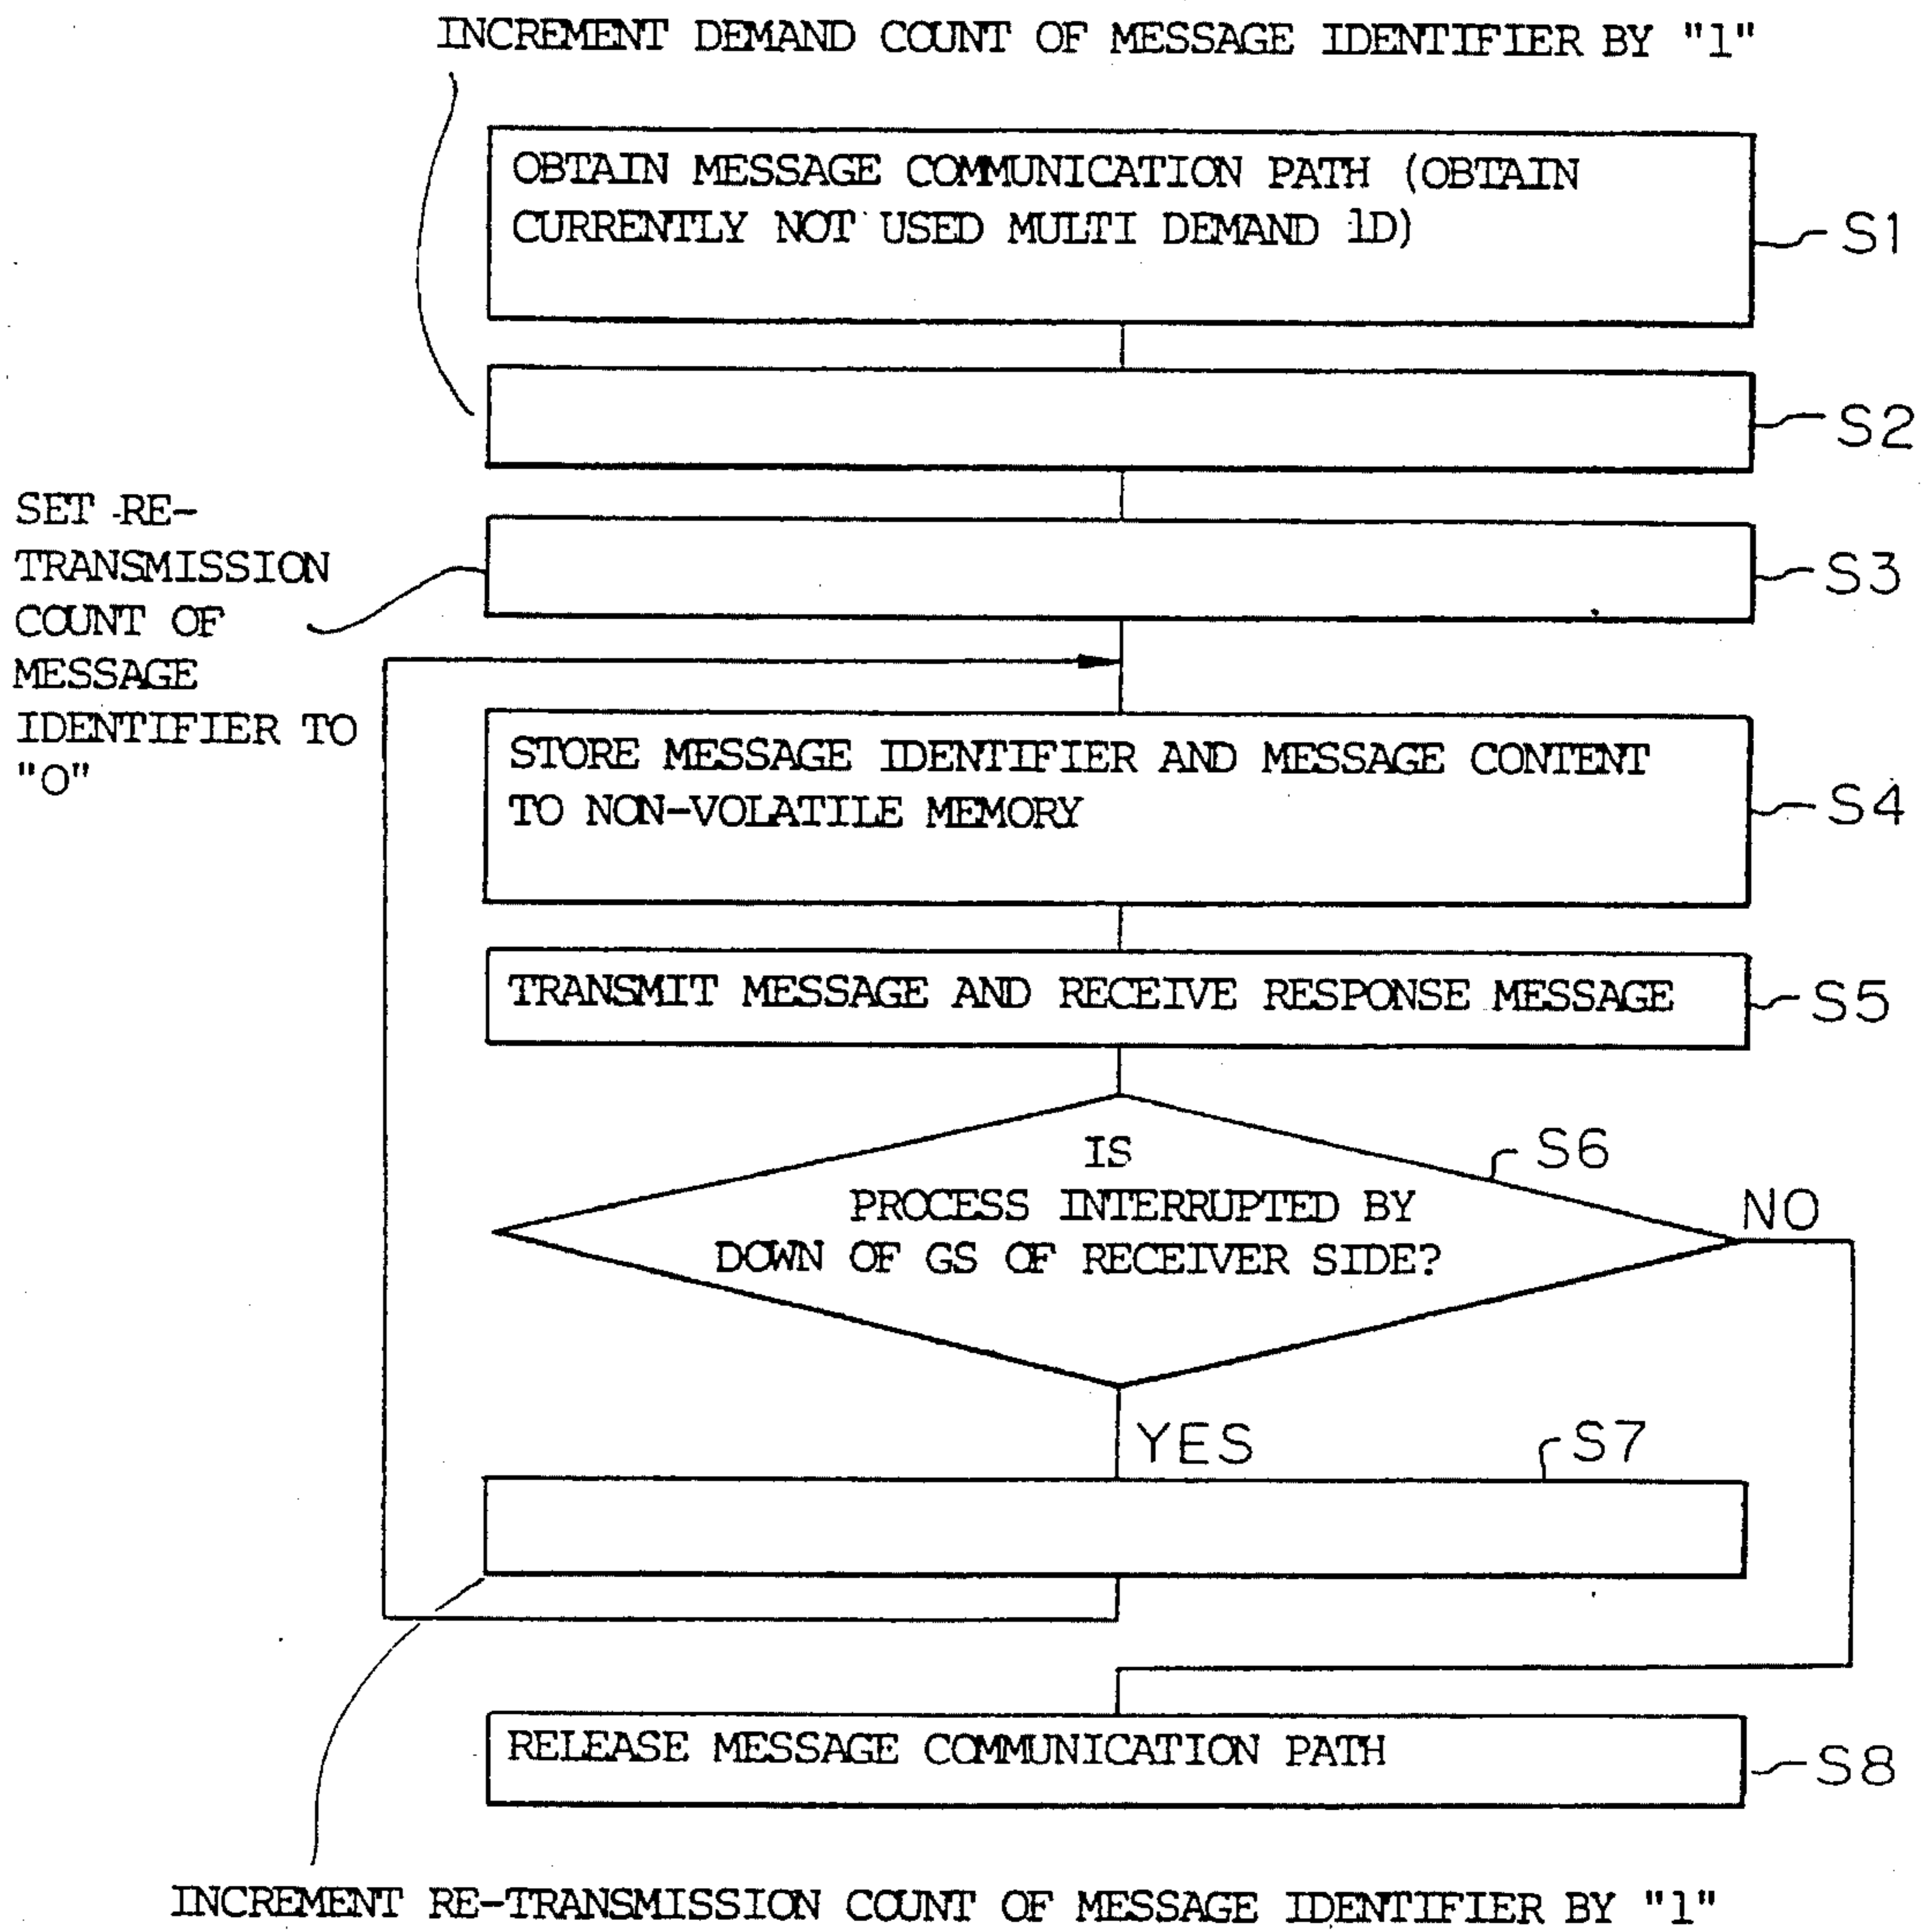 INCREMENT DEMAND COUNT OF MESSAGE IDENTIFIER BY "1"
OBTAIN MESSAGE COMMUNICATION PATH (OBTAIN
CURRENTLY NOT USED MULTI DEMAND 1D)
S1
S2
SET RE-
TRANSMISSION
COUNT OF
MESSAGE
IDENTIFIER TO
"0"
S3
STORE MESSAGE IDENTIFIER AND MESSAGE CONTENT
TO NON-VOLATILE MEMORY
S4
TRANSMIT MESSAGE AND RECEIVE RESPONSE MESSAGE
S5
IS
PROCESS INTERRUPTED BY
DOWN OF GS OF RECEIVER SIDE?
S6
NO
YES
S7
RELEASE MESSAGE COMMUNICATION PATH
S8
INCREMENT RE-TRANSMISSION COUNT OF MESSAGE IDENTIFIER BY "1"